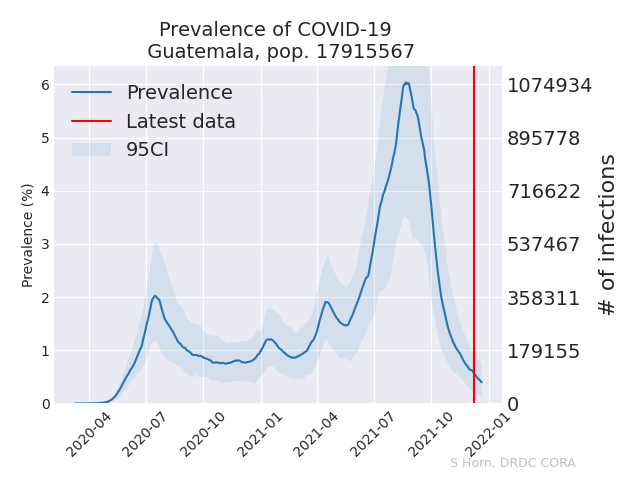 Prevalence of COVID-19
Guatemala, pop. 17915567
Prevalence
Latest data
95CI
Prevalence (%)
6
5
4
3
2
1
0
1074934
895778
716622
537467
358311
179155
0
# of infections
2020-04
2020-07
2020-10
2021-01
2021-04
2021-07
2021-10
2022-01
S Horn, DRDC CORA